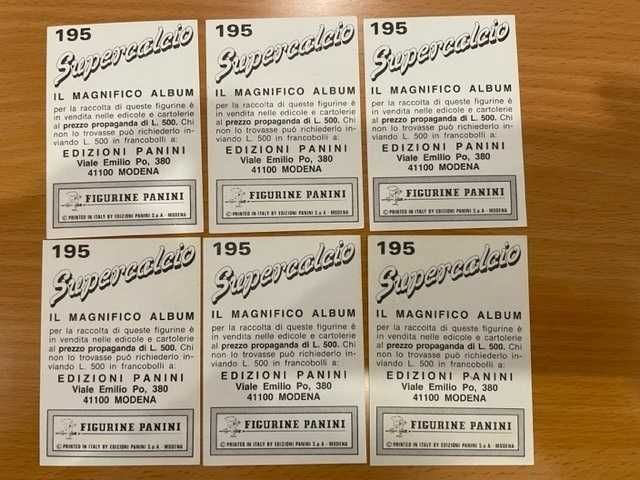 195
Supercalcio
IL MAGNIFICO ALBUM
per la raccolta di queste figurine è
in vendita nelle edicole e cartolerie
al prezzo propaganda di L. 500. Chi
non lo trovasse può richiederlo in-
viando L. 500 in francobolli a:
EDIZIONI PANINI
Viale Emilio Po, 380
41100 MODENA
FIGURINE PANINI
© PRINTED IN ITALY BY EDIZIONI PANINI S.p.A. - MODENA
195
Supercalcio
IL MAGNIFICO ALBUM
per la raccolta di queste figurine è
in vendita nelle edicole e cartolerie
al prezzo propaganda di L. 500. Chi
non lo trovasse può richiederlo in-
viando L. 500 in francobolli a:
EDIZIONI PANINI
Viale Emilio Po, 380
41100 MODENA
FIGURINE PANINI
© PRINTED IN ITALY BY EDIZIONI PANINI S.p.A. - MODENA
195
Supercalcio
IL MAGNIFICO ALBUM
per la raccolta di queste figurine è
in vendita nelle edicole e cartolerie
al prezzo propaganda di L. 500. Chi
non lo trovasse può richiederlo in-
viando L. 500 in francobolli a:
EDIZIONI PANINI
Viale Emilio Po, 380
41100 MODENA
FIGURINE PANINI
© PRINTED IN ITALY BY EDIZIONI PANINI S.p.A. - MODENA
195
Supercalcio
IL MAGNIFICO ALBUM
per la raccolta di queste figurine è
in vendita nelle edicole e cartolerie
al prezzo propaganda di L. 500. Chi
non lo trovasse può richiederlo in-
viando L. 500 in francobolli a:
EDIZIONI PANINI
Viale Emilio Po, 380
41100 MODENA
FIGURINE PANINI
© PRINTED IN ITALY BY EDIZIONI PANINI S.p.A. - MODENA
195
Supercalcio
IL MAGNIFICO ALBUM
per la raccolta di queste figurine è
in vendita nelle edicole e cartolerie
al prezzo propaganda di L. 500. Chi
non lo trovasse può richiederlo in-
viando L. 500 in francobolli a:
EDIZIONI PANINI
Viale Emilio Po, 380
41100 MODENA
FIGURINE PANINI
© PRINTED IN ITALY BY EDIZIONI PANINI S.p.A. - MODENA
195
Supercalcio
IL MAGNIFICO ALBUM
per la raccolta di queste figurine è
in vendita nelle edicole e cartolerie
al prezzo propaganda di L. 500. Chi
non lo trovasse può richiederlo in-
viando L. 500 in francobolli a:
EDIZIONI PANINI
Viale Emilio Po, 380
41100 MODENA
FIGURINE PANINI
© PRINTED IN ITALY BY EDIZIONI PANINI S.p.A. - MODENA